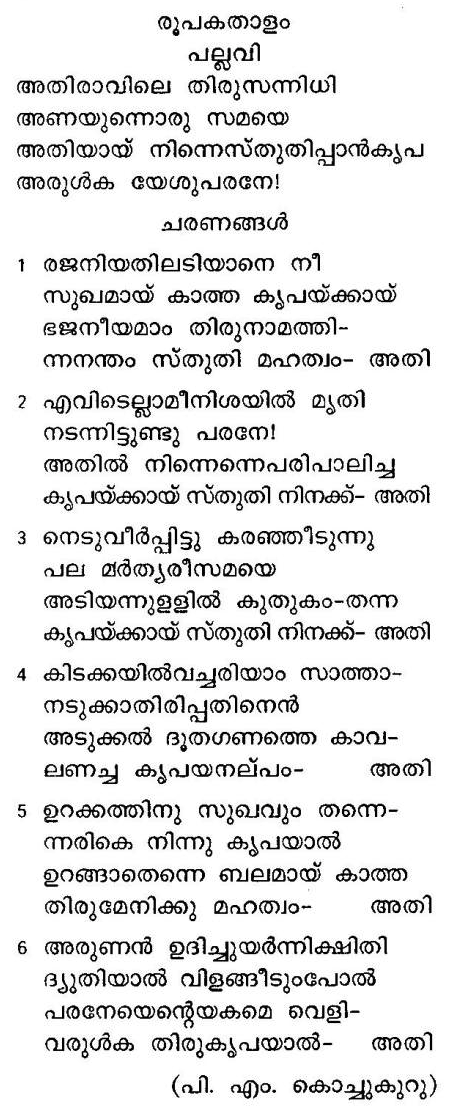 രൂപകതാളം
പല്ലവി
അതിരാവിലെ തിരുസന്നിധി
അണയുന്നൊരു സമയെ
അതിയായ് നിന്നെസ്തുതിപ്പാൻകൃപ
അരുൾക യേശുപരനേ!
ചരണങ്ങൾ
1 രജനിയതിലടിയാനെ നീ
സുഖമായ് കാത്ത കൃപയ്ക്കായ്
ഭജനീയമാം തിരുനാമത്തി-
ന്നനന്തം സ്തുതി മഹത്വം- അതി
2 എവിടെല്ലാമീനിശയിൽ മൃതി
നടന്നിട്ടുണ്ടു പരനേ!
അതിൽ നിന്നെന്നെപരിപാലിച്ച
കൃപയ്ക്കായ് സ്തുതി നിനക്ക്- അതി
3 നെടുവീർപ്പിട്ടു കരഞ്ഞീടുന്നു
പല മർത്യരീസമയെ
അടിയന്നുള്ളിൽ കുതുകം-തന്ന
കൃപയ്ക്കായ് സ്തുതി നിനക്ക്- അതി
4 കിടക്കയിൽവച്ചരിയാം സാത്താ-
നടുക്കാതിരിപ്പതിനെൻ
അടുക്കൽ ദൂതഗണത്തെ കാവ-
ലണച്ച കൃപയനല്പം- അതി
5 ഉറക്കത്തിനു സുഖവും തന്നെ-
ന്നരികെ നിന്നു കൃപയാൽ
ഉറങ്ങാതെന്നെ ബലമായ് കാത്ത
തിരുമേനിക്കു മഹത്വം- അതി
6 അരുണൻ ഉദിച്ചുയർന്നിക്ഷിതി
ദ്യുതിയാൽ വിളങ്ങീടുംപോൽ
പരനേയെന്റെയകമെ വെളി-
വരുൾക തിരുകൃപയാൽ- അതി
(പി. എം. കൊച്ചുകുറു)